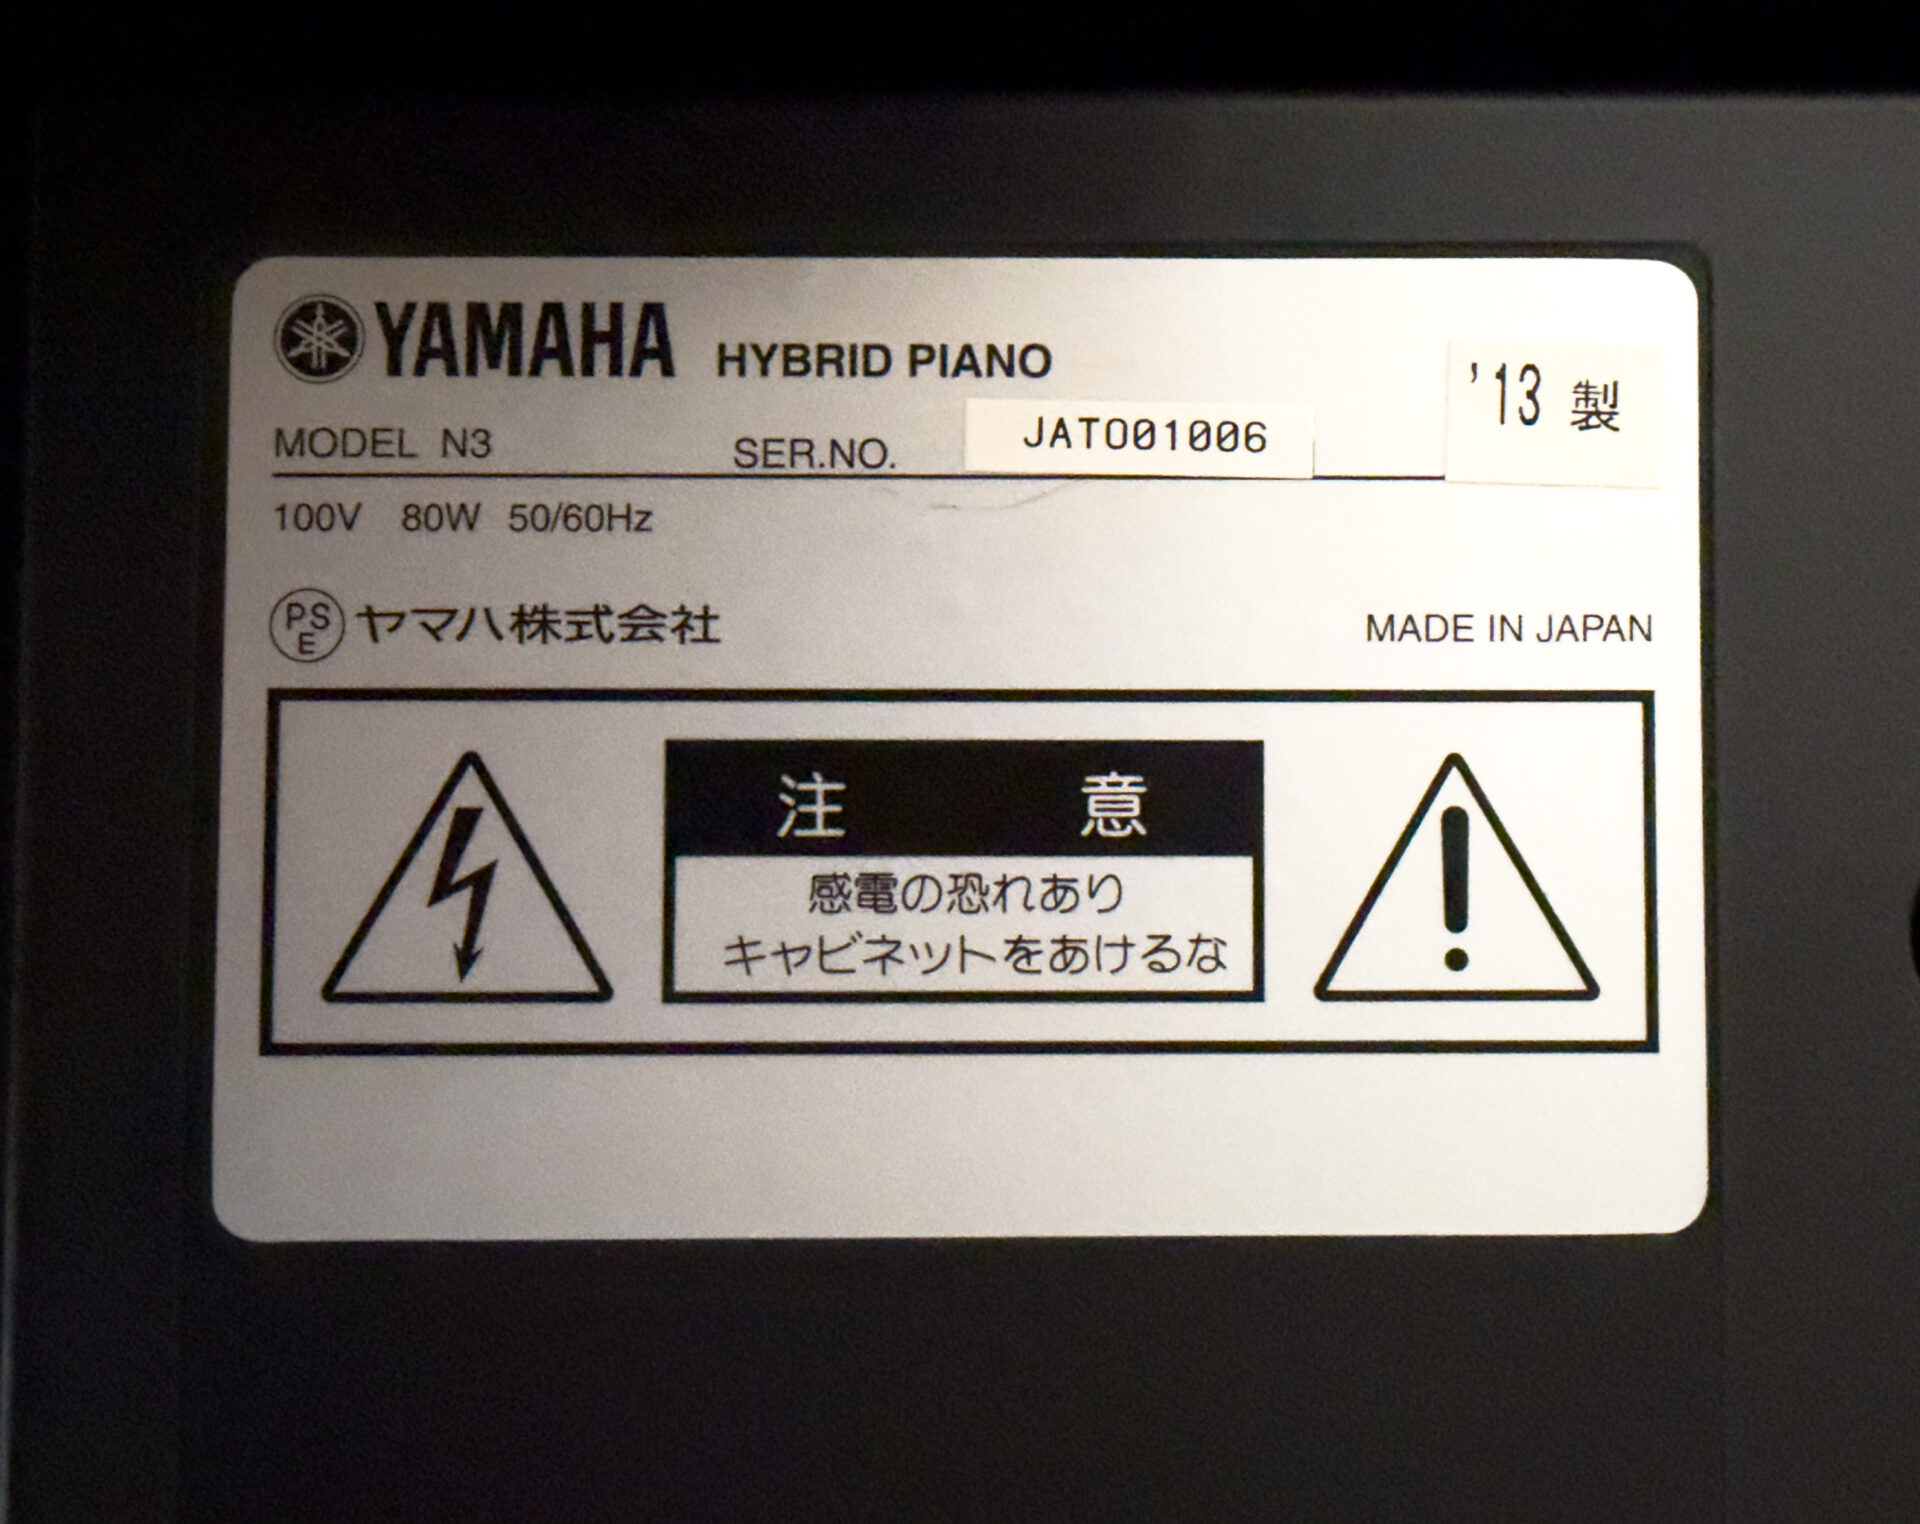 YAMAHA HYBRID PIANO
'13 製
MODEL N3 SER.NO. JATO01006
100V 80W 50/60Hz
PSE ヤマハ株式会社 MADE IN JAPAN
注意
感電の恐れあり
キャビネットをあけるな